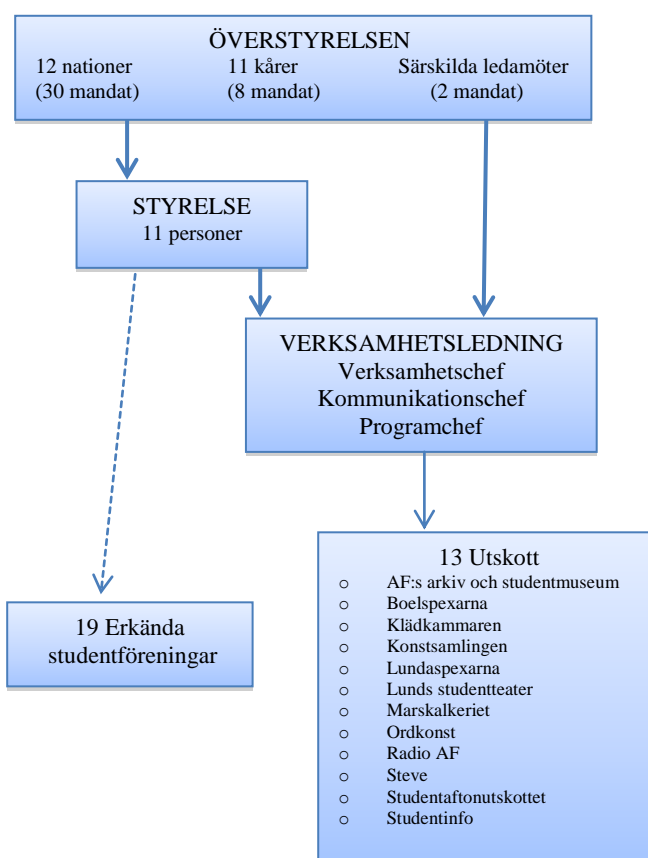 ÖVERSTYRELSEN
12 nationer 11 kårer Särskilda ledamöter
(30 mandat) (8 mandat) (2 mandat)
STYRELSE
11 personer
VERKSAMHETSLEDNING
Verksamhetschef
Kommunikationschef
Programchef
19 Erkända
studentföreningar
13 Utskott
o AF:s arkiv och studentmuseum
o Boelspexarna
o Klädkammaren
o Konstsamlingen
o Lundaspexarna
o Lunds studentteater
o Marskalkeriet
o Ordkonst
o Radio AF
o Steve
o Studentaftonutskottet
o Studentinfo